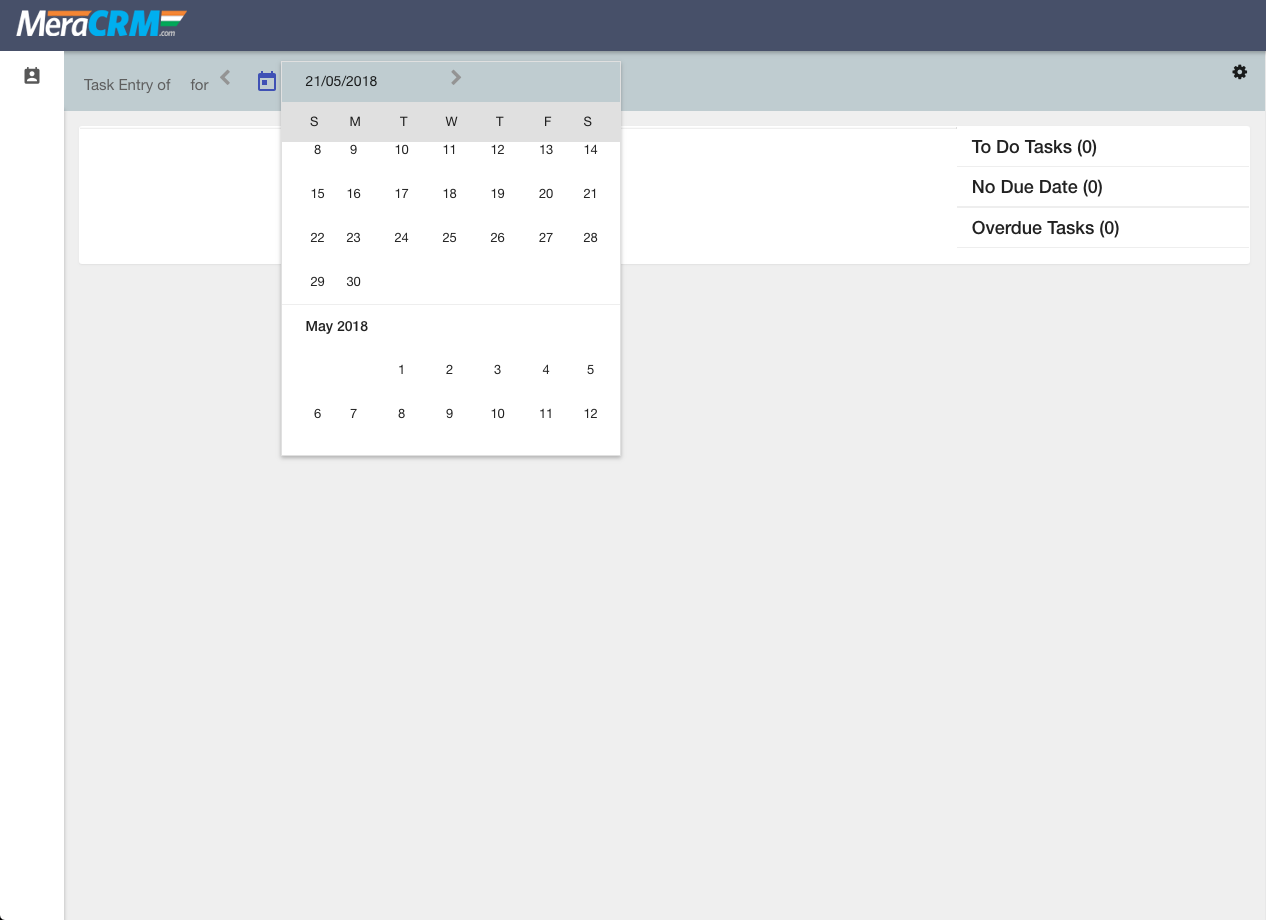 MeraCRM.com
Task Entry of for 21/05/2018
S M T W T F S
8 9 10 11 12 13 14
15 16 17 18 19 20 21
22 23 24 25 26 27 28
29 30
May 2018
1 2 3 4 5
6 7 8 9 10 11 12
To Do Tasks (0)
No Due Date (0)
Overdue Tasks (0)